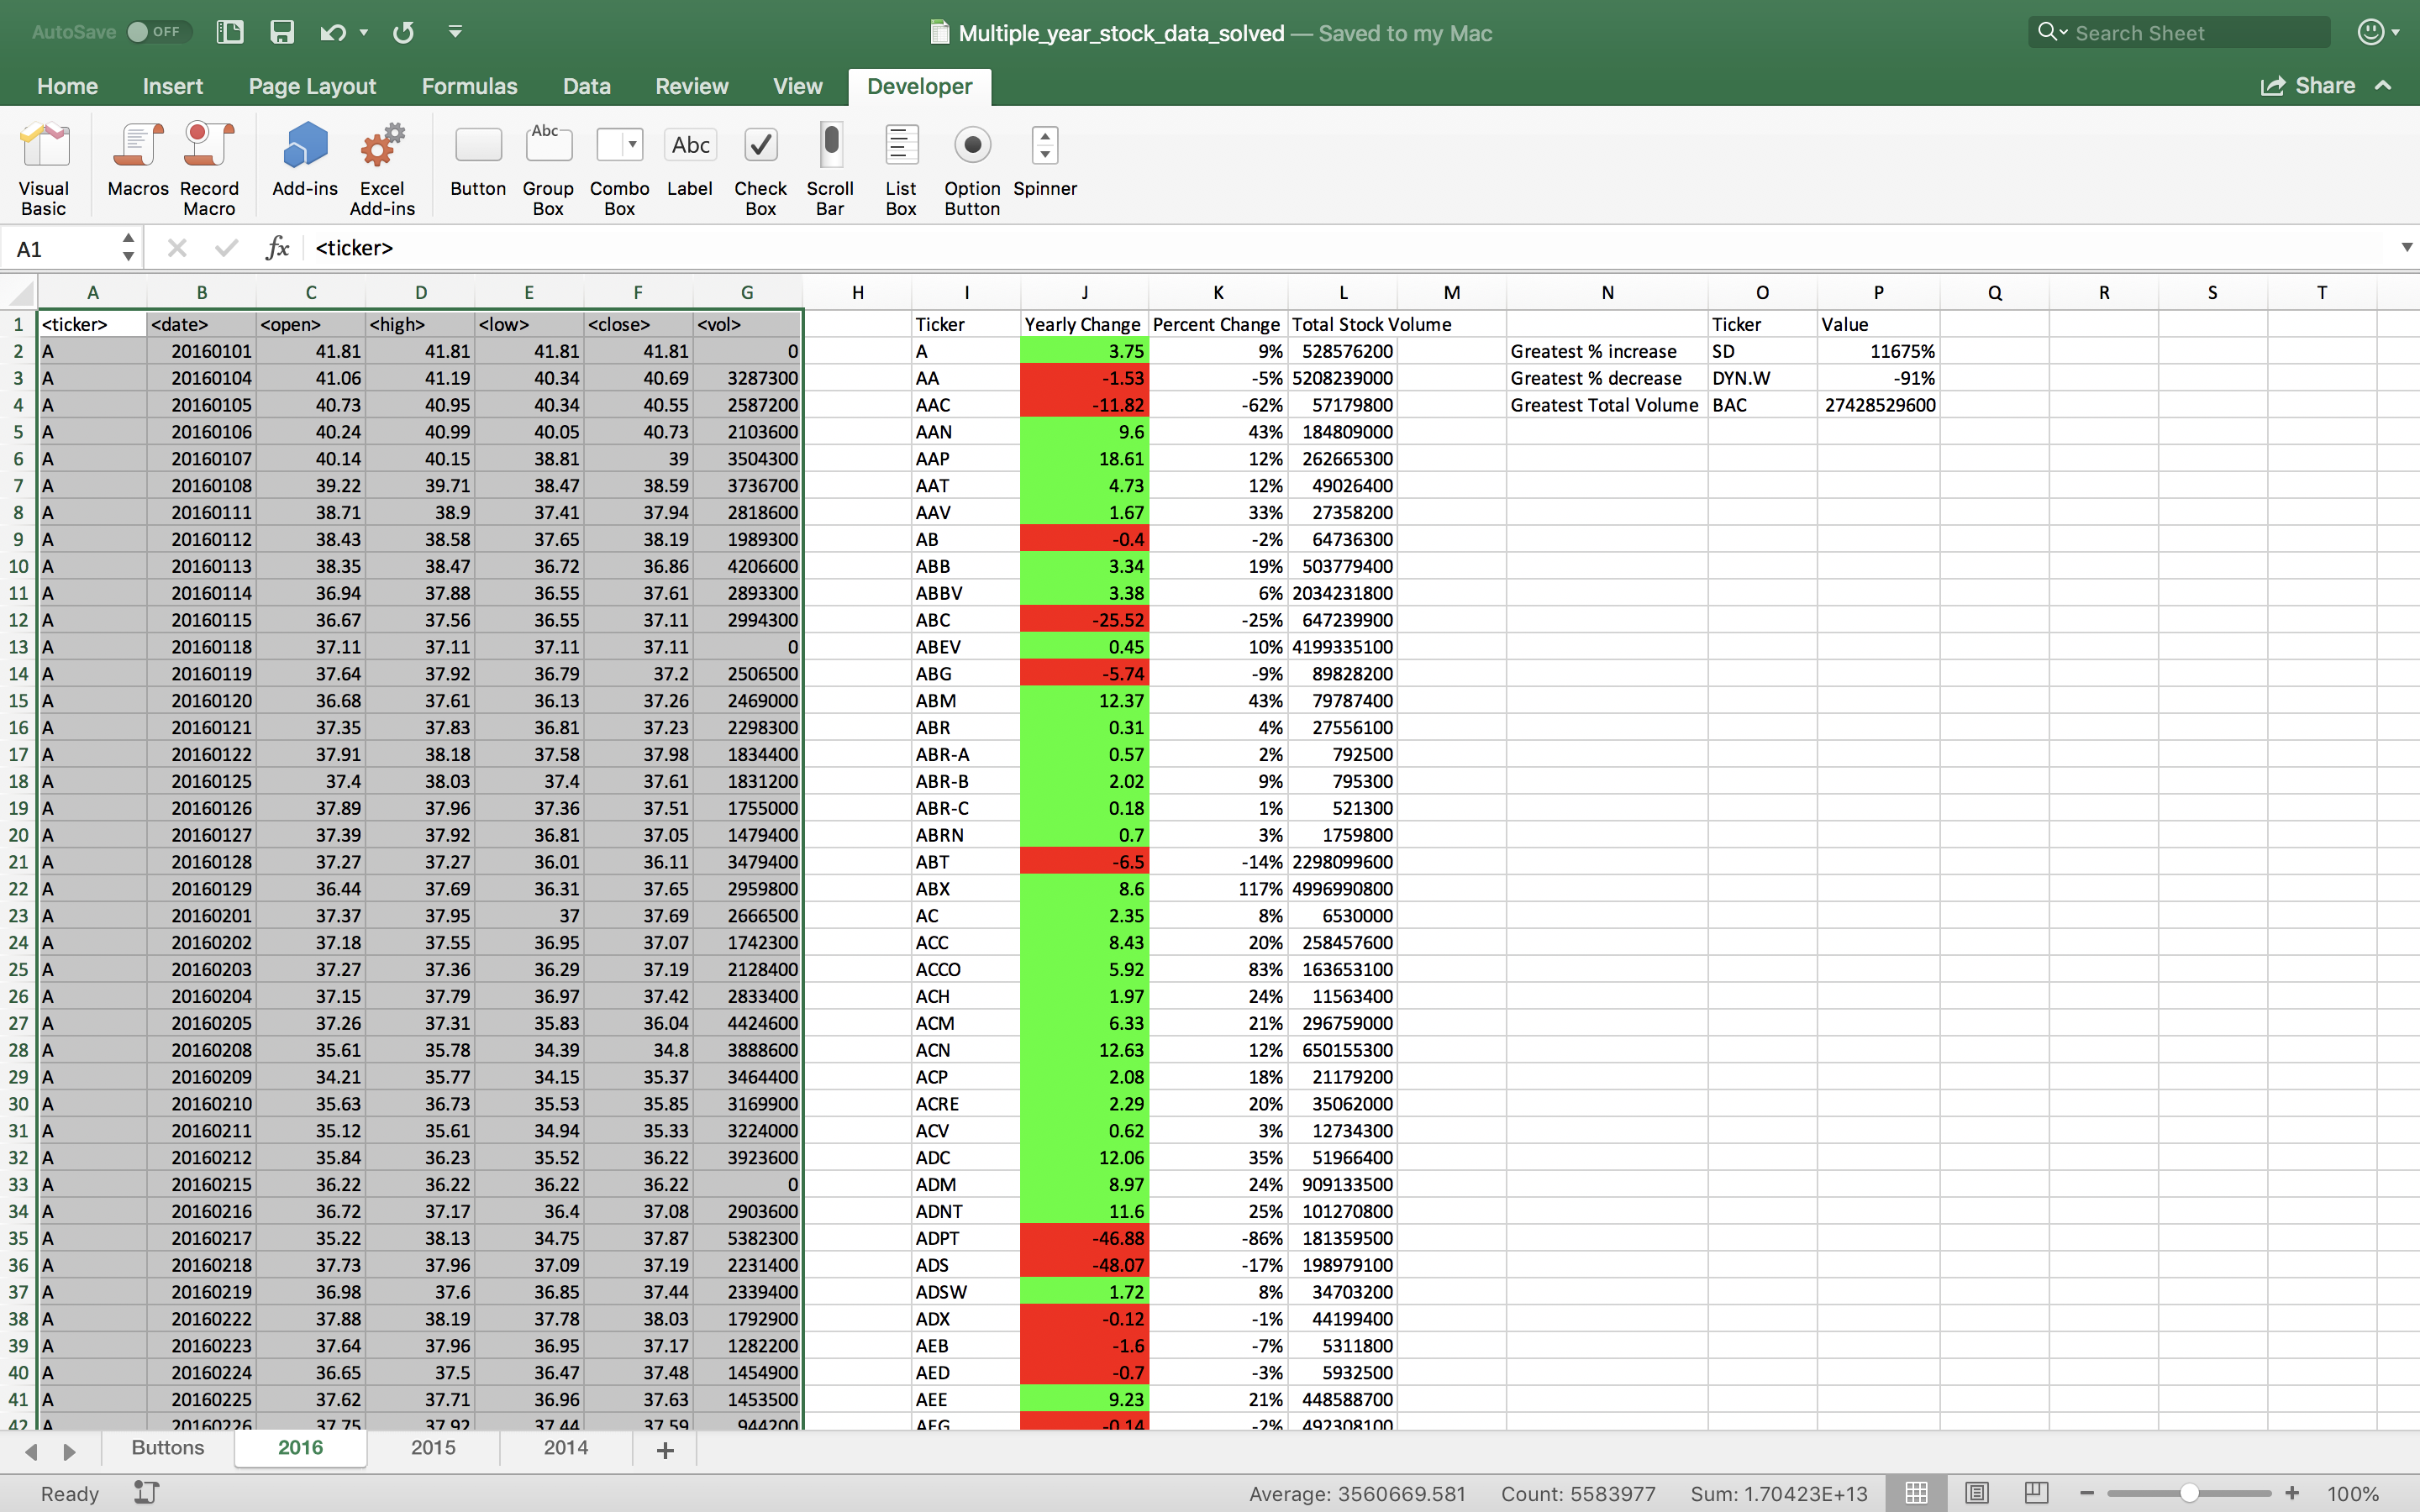 AutoSave OFF Multiple_year_stock_data_solved — Saved to my Mac Search Sheet
Home Insert Page Layout Formulas Data Review View Developer Share
Visual Basic Macros Record Macro Add-ins Excel Add-ins Button Abc Group Box Combo Box Abc Label Check Box Scroll Bar List Box Option Button Spinner
A1 fx <ticker>
A B C D E F G H I J K L M N O P Q R S T
1 <ticker> <date> <open> <high> <low> <close> <vol> Ticker Yearly Change Percent Change Total Stock Volume Ticker Value
2 A 20160101 41.81 41.81 41.81 41.81 0 A 3.75 9% 528576200 Greatest % increase SD 11675%
3 A 20160104 41.06 41.19 40.34 40.69 3287300 AA -1.53 -5% 5208239000 Greatest % decrease DYN.W -91%
4 A 20160105 40.73 40.95 40.34 40.55 2587200 AAC -11.82 -62% 57179800 Greatest Total Volume BAC 27428529600
5 A 20160106 40.24 40.99 40.05 40.73 2103600 AAN 9.6 43% 184809000
6 A 20160107 40.14 40.15 38.81 39 3504300 AAP 18.61 12% 262665300
7 A 20160108 39.22 39.71 38.47 38.59 3736700 AAT 4.73 12% 49026400
8 A 20160111 38.71 38.9 37.41 37.94 2818600 AAV 1.67 33% 27358200
9 A 20160112 38.43 38.58 37.65 38.19 1989300 AB -0.4 -2% 64736300
10 A 20160113 38.35 38.47 36.72 36.86 4206600 ABB 3.34 19% 503779400
11 A 20160114 36.94 37.88 36.55 37.61 2893300 ABBV 3.38 6% 2034231800
12 A 20160115 36.67 37.56 36.55 37.11 2994300 ABC -25.52 -25% 647239900
13 A 20160118 37.11 37.11 37.11 37.11 0 ABEV 0.45 10% 4199335100
14 A 20160119 37.64 37.92 36.79 37.2 2506500 ABG -5.74 -9% 89828200
15 A 20160120 36.68 37.61 36.13 37.26 2469000 ABM 12.37 43% 79787400
16 A 20160121 37.35 37.83 36.81 37.23 2298300 ABR 0.31 4% 27556100
17 A 20160122 37.91 38.18 37.58 37.98 1834400 ABR-A 0.57 2% 792500
18 A 20160125 37.4 38.03 37.4 37.61 1831200 ABR-B 2.02 9% 795300
19 A 20160126 37.89 37.96 37.36 37.51 1755000 ABR-C 0.18 1% 521300
20 A 20160127 37.39 37.92 36.81 37.05 1479400 ABRN 0.7 3% 1759800
21 A 20160128 37.27 37.27 36.01 36.11 3479400 ABT -6.5 -14% 2298099600
22 A 20160129 36.44 37.69 36.31 37.65 2959800 ABX 8.6 117% 4996990800
23 A 20160201 37.37 37.95 37 37.69 2666500 AC 2.35 8% 6530000
24 A 20160202 37.18 37.55 36.95 37.07 1742300 ACC 8.43 20% 258457600
25 A 20160203 37.27 37.36 36.29 37.19 2128400 ACCO 5.92 83% 163653100
26 A 20160204 37.15 37.79 36.97 37.42 2833400 ACH 1.97 24% 11563400
27 A 20160205 37.26 37.31 35.83 36.04 4424600 ACM 6.33 21% 296759000
28 A 20160208 35.61 35.78 34.39 34.8 3888600 ACN 12.63 12% 650155300
29 A 20160209 34.21 35.77 34.15 35.37 3464400 ACP 2.08 18% 21179200
30 A 20160210 35.63 36.73 35.53 35.85 3169900 ACRE 2.29 20% 35062000
31 A 20160211 35.12 35.61 34.94 35.33 3224000 ACV 0.62 3% 12734300
32 A 20160212 35.84 36.23 35.52 36.22 3923600 ADC 12.06 35% 51966400
33 A 20160215 36.22 36.22 36.22 36.22 0 ADM 8.97 24% 909133500
34 A 20160216 36.72 37.17 36.4 37.08 2903600 ADNT 11.6 25% 101270800
35 A 20160217 35.22 38.13 34.75 37.87 5382300 ADPT -46.88 -86% 181359500
36 A 20160218 37.73 37.96 37.09 37.19 2231400 ADS -48.07 -17% 198979100
37 A 20160219 36.98 37.6 36.85 37.44 2339400 ADSW 1.72 8% 34703200
38 A 20160222 37.88 38.19 37.78 38.03 1792900 ADX -0.12 -1% 44199400
39 A 20160223 37.64 37.96 36.95 37.17 1282200 AEB -1.6 -7% 5311800
40 A 20160224 36.65 37.5 36.47 37.48 1454900 AED -0.7 -3% 5932500
41 A 20160225 37.62 37.71 36.96 37.63 1453500 AEE 9.23 21% 448588700
42 A 20160226 37.75 37.92 37.44 37.59 944200 AEG -0.14 -2% 492308100
Buttons 2016 2015 2014 +
Ready Average: 3560669.581 Count: 5583977 Sum: 1.70423E+13 100%